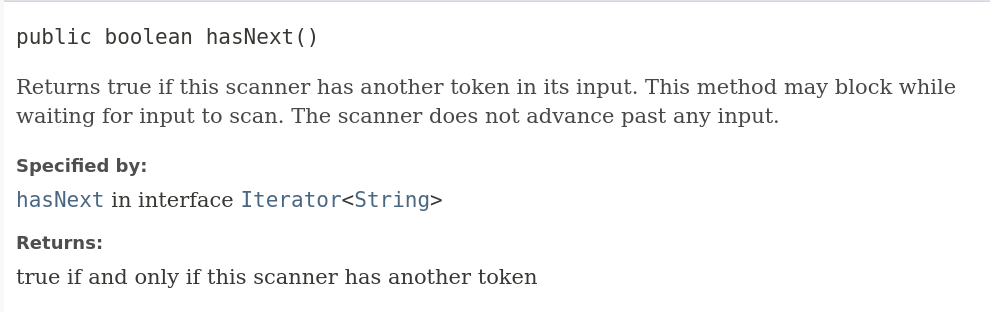 public boolean hasNext()
Returns true if this scanner has another token in its input. This method may block while
waiting for input to scan. The scanner does not advance past any input.
Specified by:
hasNext in interface Iterator<String>
Returns:
true if and only if this scanner has another token